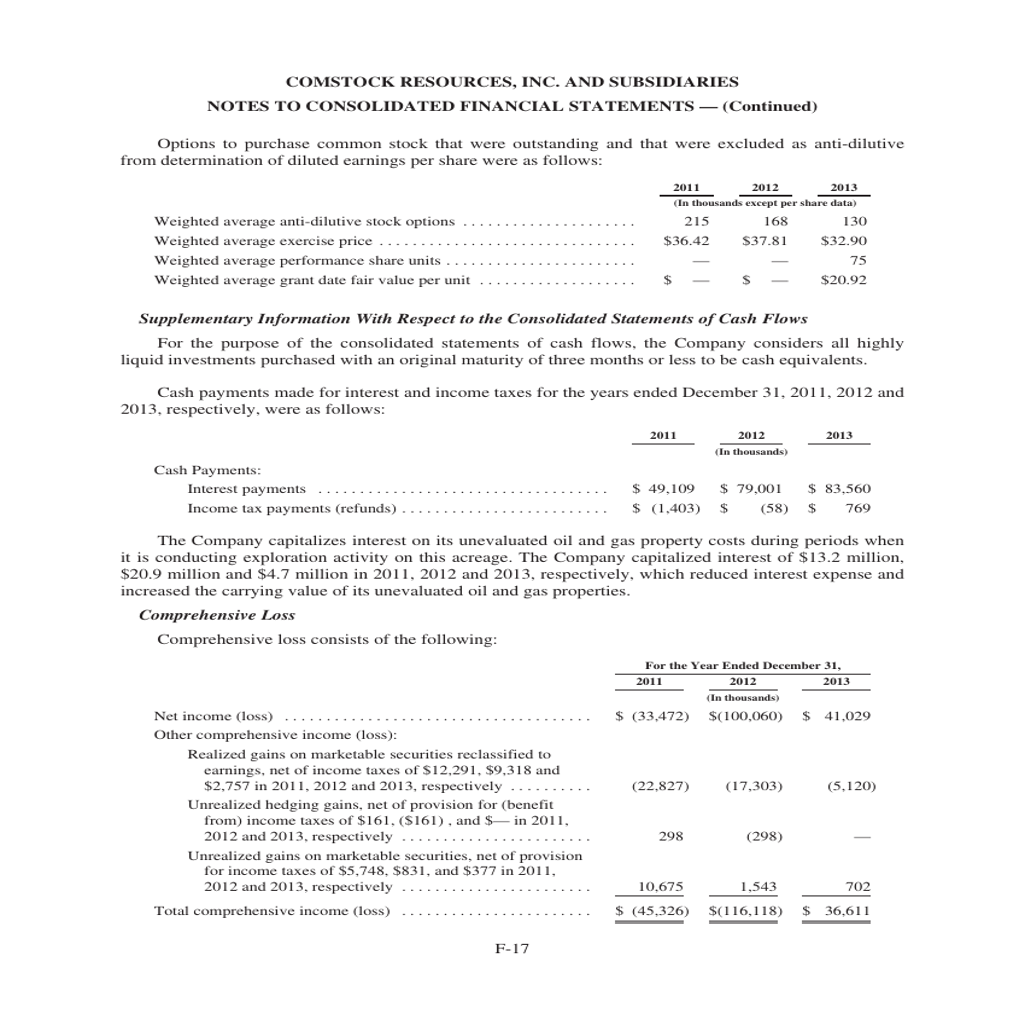 COMSTOCK RESOURCES, INC. AND SUBSIDIARIES
NOTES TO CONSOLIDATED FINANCIAL STATEMENTS — (Continued)
Options to purchase common stock that were outstanding and that were excluded as anti-dilutive
from determination of diluted earnings per share were as follows:
2011 2012 2013
(In thousands except per share data)
Weighted average anti-dilutive stock options ..................... 215 168 130
Weighted average exercise price ............................... $36.42 $37.81 $32.90
Weighted average performance share units ....................... — — 75
Weighted average grant date fair value per unit ................... $ — $ — $20.92
Supplementary Information With Respect to the Consolidated Statements of Cash Flows
For the purpose of the consolidated statements of cash flows, the Company considers all highly
liquid investments purchased with an original maturity of three months or less to be cash equivalents.
Cash payments made for interest and income taxes for the years ended December 31, 2011, 2012 and
2013, respectively, were as follows:
2011 2012 2013
(In thousands)
Cash Payments:
Interest payments ................................... $ 49,109 $ 79,001 $ 83,560
Income tax payments (refunds) ......................... $ (1,403) $ (58) $ 769
The Company capitalizes interest on its unevaluated oil and gas property costs during periods when
it is conducting exploration activity on this acreage. The Company capitalized interest of $13.2 million,
$20.9 million and $4.7 million in 2011, 2012 and 2013, respectively, which reduced interest expense and
increased the carrying value of its unevaluated oil and gas properties.
Comprehensive Loss
Comprehensive loss consists of the following:
For the Year Ended December 31,
2011 2012 2013
(In thousands)
Net income (loss) ..................................... $ (33,472) $(100,060) $ 41,029
Other comprehensive income (loss):
Realized gains on marketable securities reclassified to
earnings, net of income taxes of $12,291, $9,318 and
$2,757 in 2011, 2012 and 2013, respectively .......... (22,827) (17,303) (5,120)
Unrealized hedging gains, net of provision for (benefit
from) income taxes of $161, ($161) , and $— in 2011,
2012 and 2013, respectively ....................... 298 (298) —
Unrealized gains on marketable securities, net of provision
for income taxes of $5,748, $831, and $377 in 2011,
2012 and 2013, respectively ....................... 10,675 1,543 702
Total comprehensive income (loss) ....................... $ (45,326) $(116,118) $ 36,611
F-17